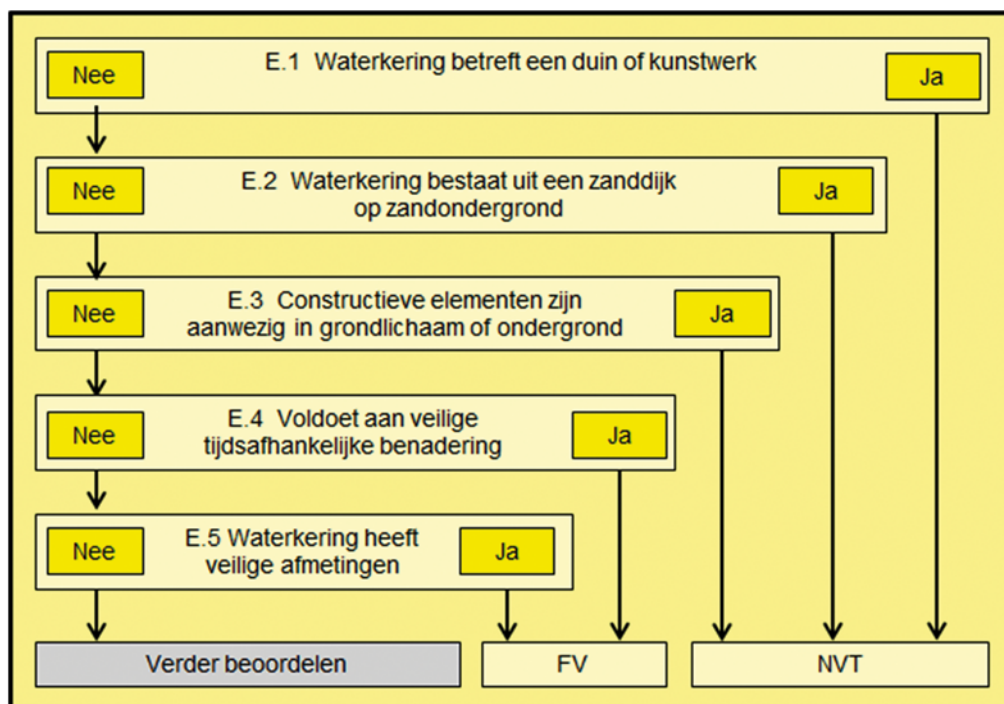 Nee
E.1 Waterkering betreft een duin of kunstwerk
Ja
Nee
E.2 Waterkering bestaat uit een zanddijk
op zandondergrond
Ja
Nee
E.3 Constructieve elementen zijn
aanwezig in grondlichaam of ondergrond
Ja
Nee
E.4 Voldoet aan veilige
tijdsafhankelijke benadering
Ja
Nee
E.5 Waterkering heeft
veilige afmetingen
Ja
Verder beoordelen
FV
NVT